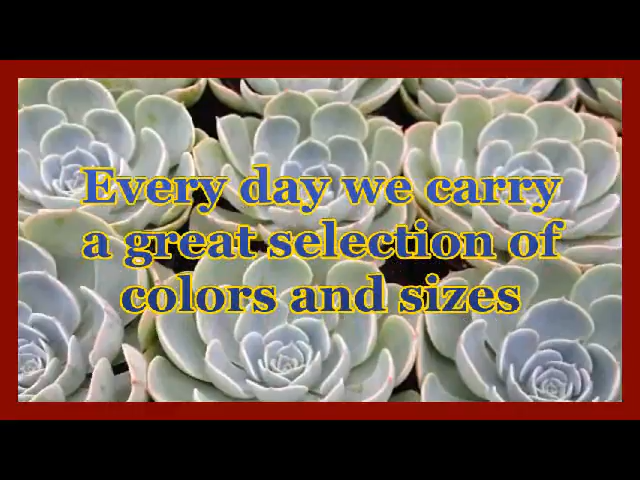 Every day we carry
a great selection of
colors and sizes